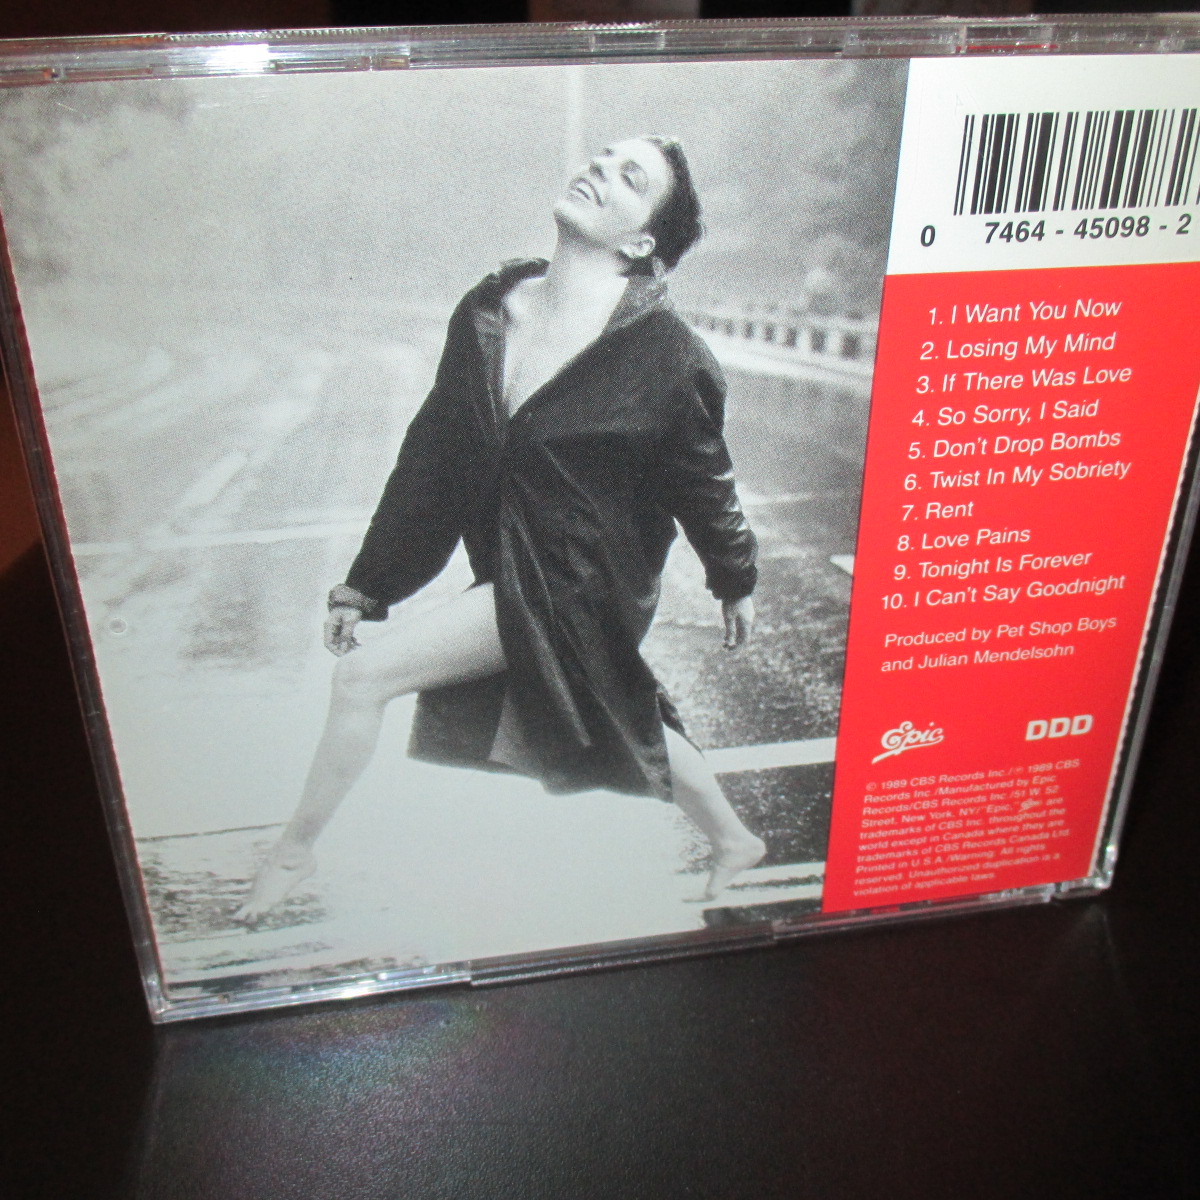 0 7464 - 45098 - 2
1. I Want You Now
2. Losing My Mind
3. If There Was Love
4. So Sorry, I Said
5. Don't Drop Bombs
6. Twist In My Sobriety
7. Rent
8. Love Pains
9. Tonight Is Forever
10. I Can't Say Goodnight
Produced by Pet Shop Boys
and Julian Mendelsohn
Epic DDD
© 1989 CBS Records Inc./℗ 1989 CBS
Records Inc./Manufactured by Epic
Records/CBS Records Inc./51 W. 52
Street, New York, NY/"Epic," are
trademarks of CBS Inc. throughout the
world except in Canada where they are
trademarks of CBS Records Canada Ltd.
Printed in U.S.A./Warning: All rights
reserved. Unauthorized duplication is a
violation of applicable laws.